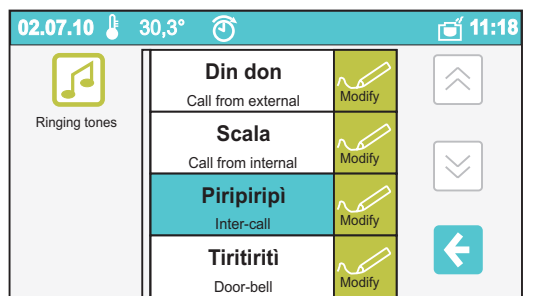 02.07.10 30,3° 11:18
Ringing tones
Din don
Call from external
Modify
Scala
Call from internal
Modify
Piripiripì
Inter-call
Modify
Tiritiritì
Door-bell
Modify